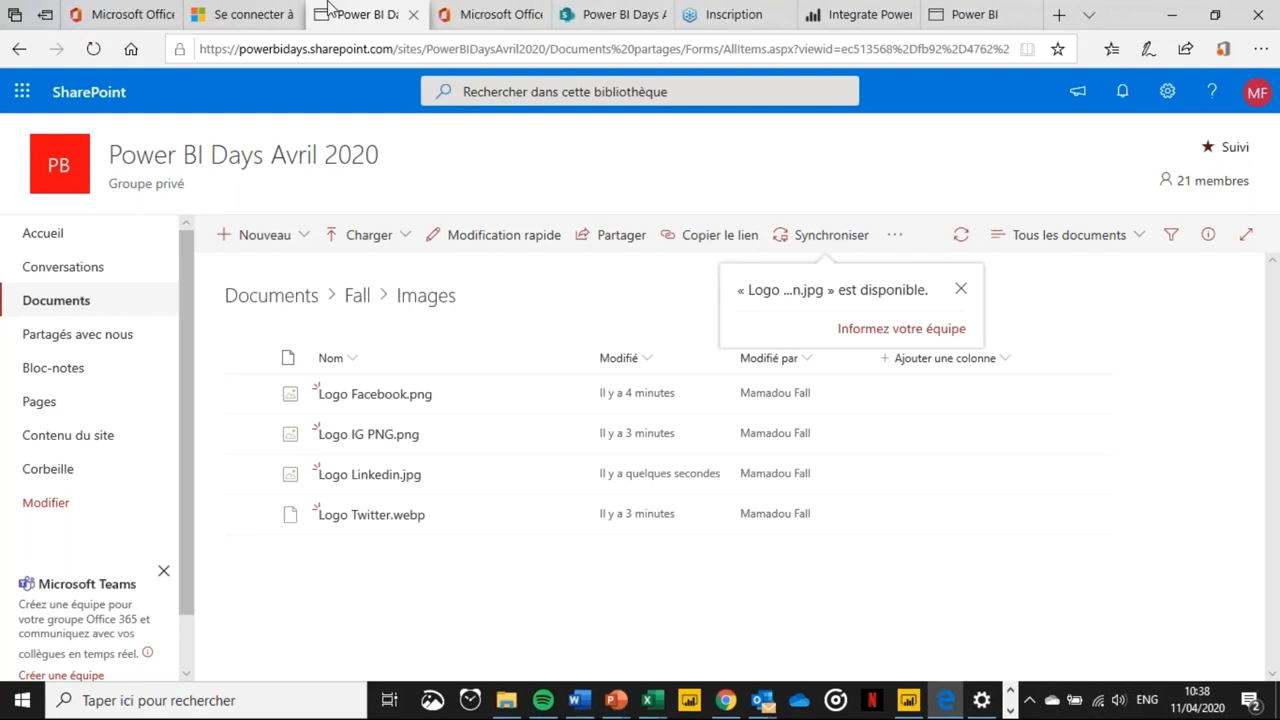 Microsoft Office
Se connecter à
Power BI Da
Microsoft Office
Power BI Days A
Inscription
Integrate Power
Power BI
https://powerbidays.sharepoint.com/sites/PowerBIDaysAvril2020/Documents%20partages/Forms/AllItems.aspx?viewid=ec513568%2Dfb92%2D4762%2
SharePoint
Rechercher dans cette bibliothèque
MF
PB
Power BI Days Avril 2020
Groupe privé
Suivi
21 membres
Accueil
Conversations
Documents
Partagés avec nous
Bloc-notes
Pages
Contenu du site
Corbeille
Modifier
Microsoft Teams
Créez une équipe pour
votre groupe Office 365 et
communiquez avec vos
collègues en temps réel.
Créer une équipe
Nouveau
Charger
Modification rapide
Partager
Copier le lien
Synchroniser
Tous les documents
Documents > Fall > Images
« Logo ...n.jpg » est disponible.
Informez votre équipe
Nom
Modifié
Modifié par
+ Ajouter une colonne
Logo Facebook.png
Il y a 4 minutes
Mamadou Fall
Logo IG PNG.png
Il y a 3 minutes
Mamadou Fall
Logo Linkedin.jpg
Il y a quelques secondes
Mamadou Fall
Logo Twitter.webp
Il y a 3 minutes
Mamadou Fall
Taper ici pour rechercher
ENG
10:38
11/04/2020
2